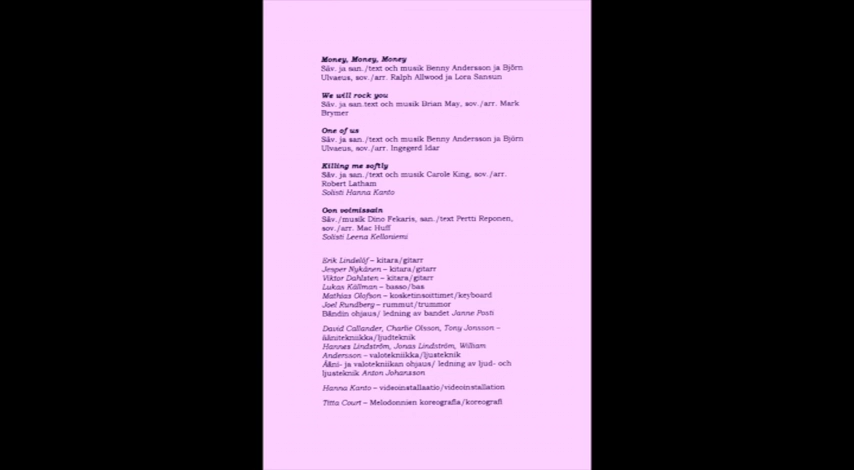 Money, Money, Money
Säv. ja san./text och musik Benny Andersson ja Björn
Ulvaeus, sov./arr. Ralph Allwood ja Lora Sansun
We will rock you
Säv. ja san.text och musik Brian May, sov./arr. Mark
Brymer
One of us
Säv. ja san./text och musik Benny Andersson ja Björn
Ulvaeus, sov./arr. Ingegerd Idar
Killing me softly
Säv. ja san./text och musik Carole King, sov./arr.
Robert Latham
Solisti Hanna Kanto
Oon voimissain
Säv./musik Dino Fekaris, san./text Pertti Reponen,
sov./arr. Mac Huff
Solisti Leena Kelloniemi
Erik Lindelöf – kitara/gitarr
Jesper Nykänen – kitara/gitarr
Viktor Dahlsten – kitara/gitarr
Lukas Källman – basso/bas
Mathias Olofson – kosketinsoittimet/keyboard
Joel Rundberg – rummut/trummor
Bändin ohjaus/ ledning av bandet Janne Posti
David Callander, Charlie Olsson, Tony Jonsson –
äänitekniikka/ljudteknik
Hannes Lindström, Jonas Lindström, William
Andersson – valotekniikka/ljusteknik
Ääni- ja valotekniikan ohjaus/ ledning av ljud- och
ljusteknik Anton Johansson
Hanna Kanto – videoinstallaatio/videoinstallation
Titta Court – Melodonnien koreografia/koreografi